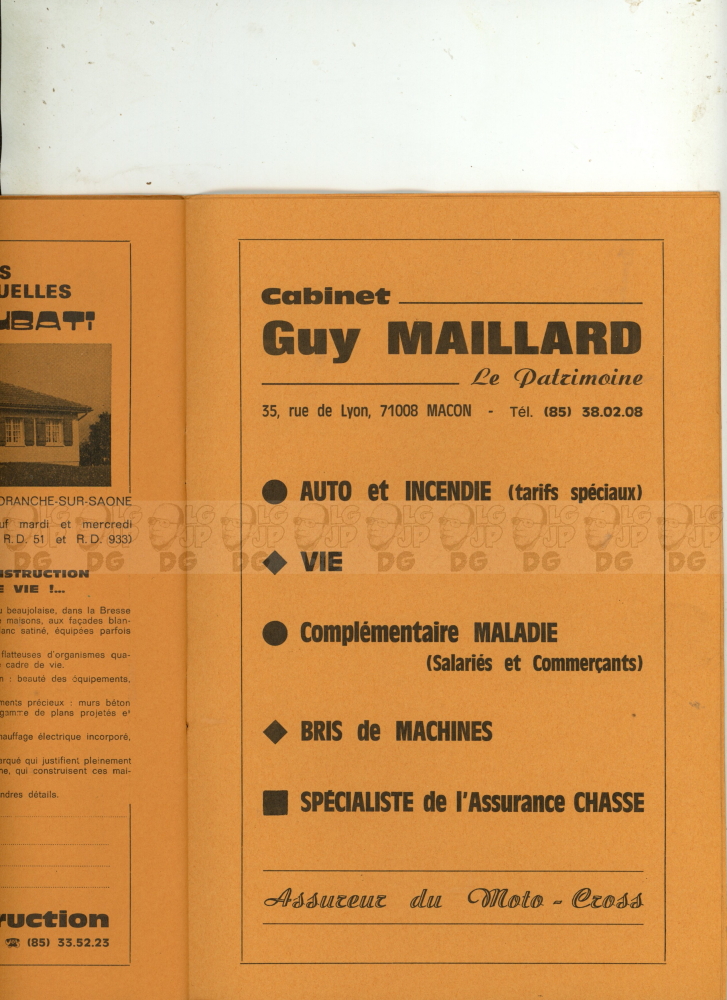 UELLES
UBATI
ORANCHE-SUR-SAONE
uf mardi et mercredi
R.D. 51 et R.D. 933)
NSTRUCTION
E VIE !...
u beaujolaise, dans la Bresse
e maisons, aux façades blan-
lanc satiné, équipées parfois
flatteuses d'organismes qua-
e cadre de vie.
n : beauté des équipements,
ments précieux : murs béton
gamme de plans projetés et
hauffage électrique incorporé,
arqué qui justifient pleinement
ne, qui construisent ces mai-
ndres détails.
ruction
☎ (85) 33.52.23
Cabinet
Guy MAILLARD
Le Patrimoine
35, rue de Lyon, 71008 MACON - Tél. (85) 38.02.08
● AUTO et INCENDIE (tarifs spéciaux)
◆ VIE
● Complémentaire MALADIE
(Salariés et Commerçants)
◆ BRIS de MACHINES
■ SPÉCIALISTE de l'Assurance CHASSE
Assureur du Moto - Cross